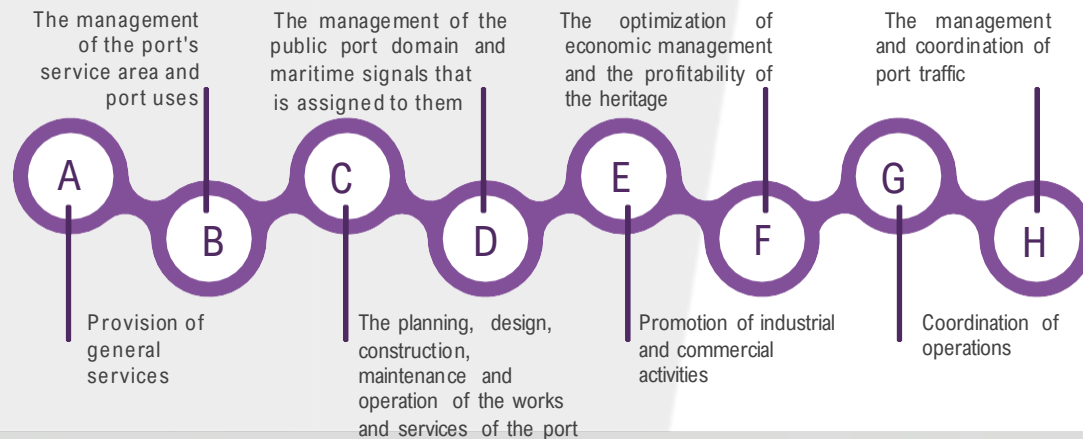 The management
of the port's
service area and
port uses
The management of the
public port domain and
maritime signals that
is assigned to them
The optimization of
economic management
and the profitability of
the heritage
The management
and coordination of
port traffic
A
B
C
D
E
F
G
H
Provision of
general
services
The planning, design,
construction,
maintenance and
operation of the works
and services of the port
Promotion of industrial
and commercial
activities
Coordination of
operations